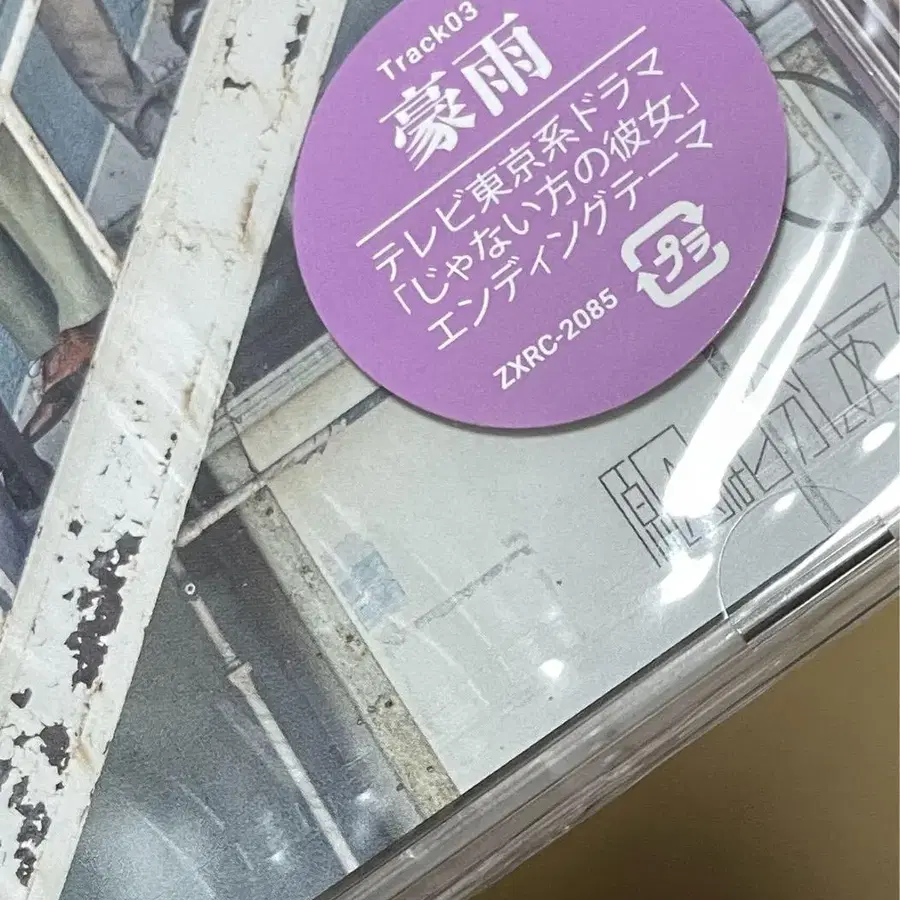 Track03
豪雨
テレビ東京系ドラマ
「じゃない方の彼女」
エンディングテーマ
プラ
ZXRC-2085